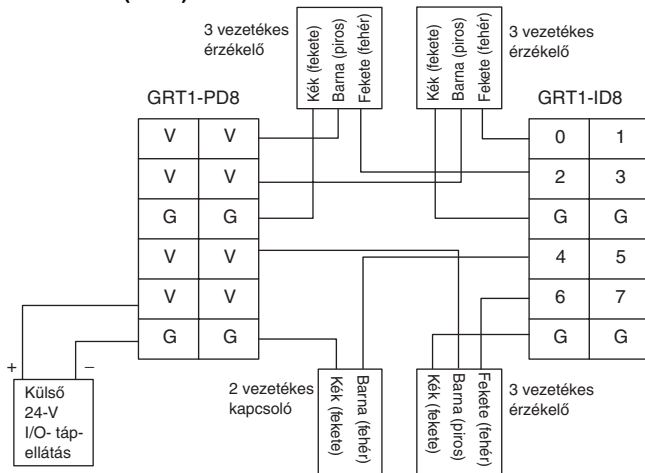 3 vezetékes
érzékelő
Kék (fekete)
Barna (piros)
Fekete (fehér)
Kék (fekete)
Barna (piros)
Fekete (fehér)
3 vezetékes
érzékelő
GRT1-PD8
V V
V V
G G
V V
V V
G G
GRT1-ID8
0 1
2 3
G G
4 5
6 7
G G
+ –
Külső
24-V
I/O- táp-
ellátás
2 vezetékes
kapcsoló
Kék (fekete)
Barna (fehér)
Kék (fekete)
Barna (piros)
Fekete (fehér)
3 vezetékes
érzékelő